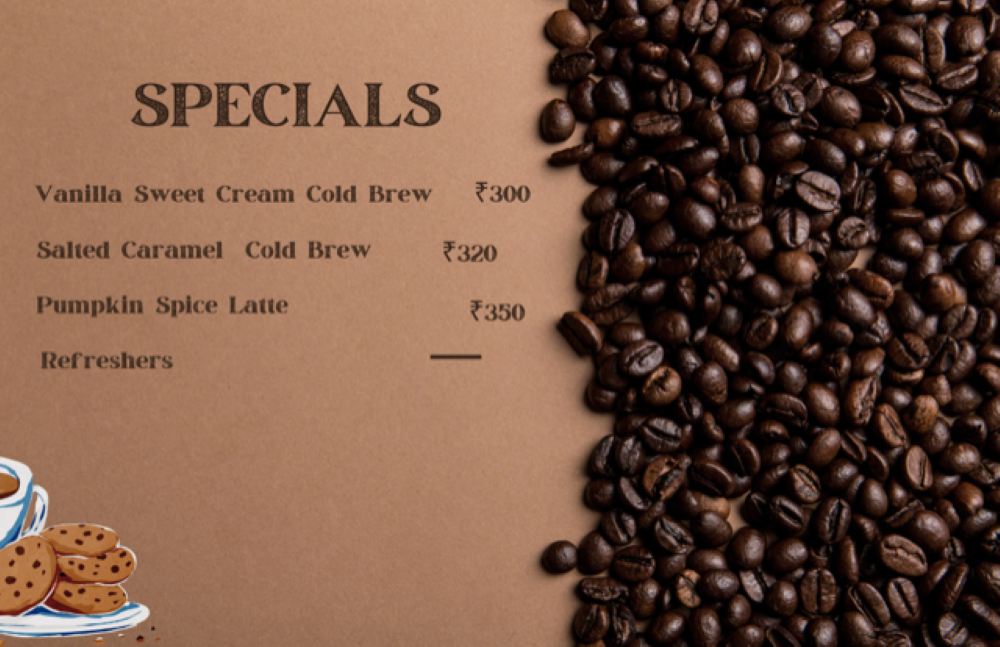 SPECIALS
Vanilla Sweet Cream Cold Brew ₹300
Salted Caramel Cold Brew ₹320
Pumpkin Spice Latte ₹350
Refreshers —